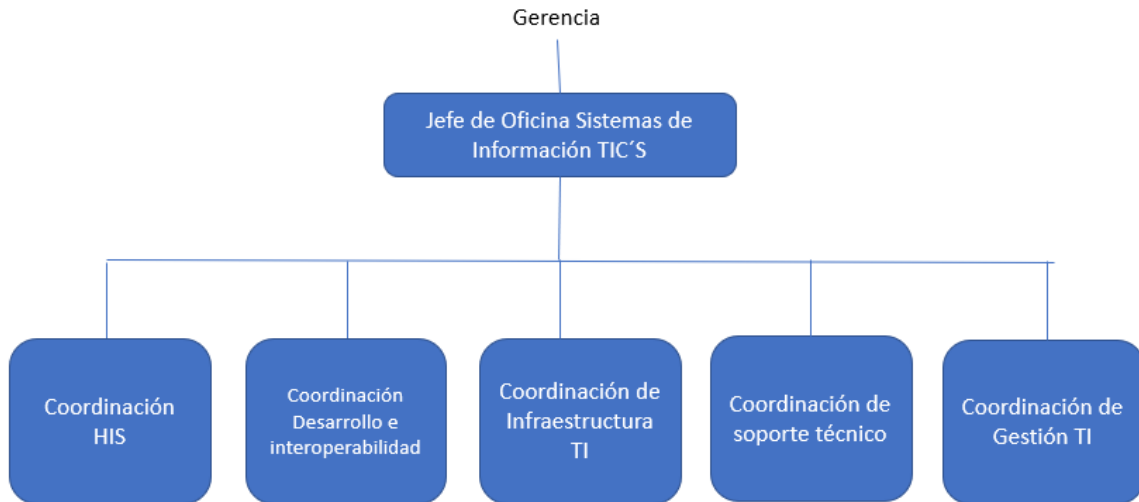 Gerencia
Jefe de Oficina Sistemas de
Información TIC´S
Coordinación
HIS
Coordinación
Desarrollo e
interoperabilidad
Coordinación de
Infraestructura
TI
Coordinación de
soporte técnico
Coordinación de
Gestión TI